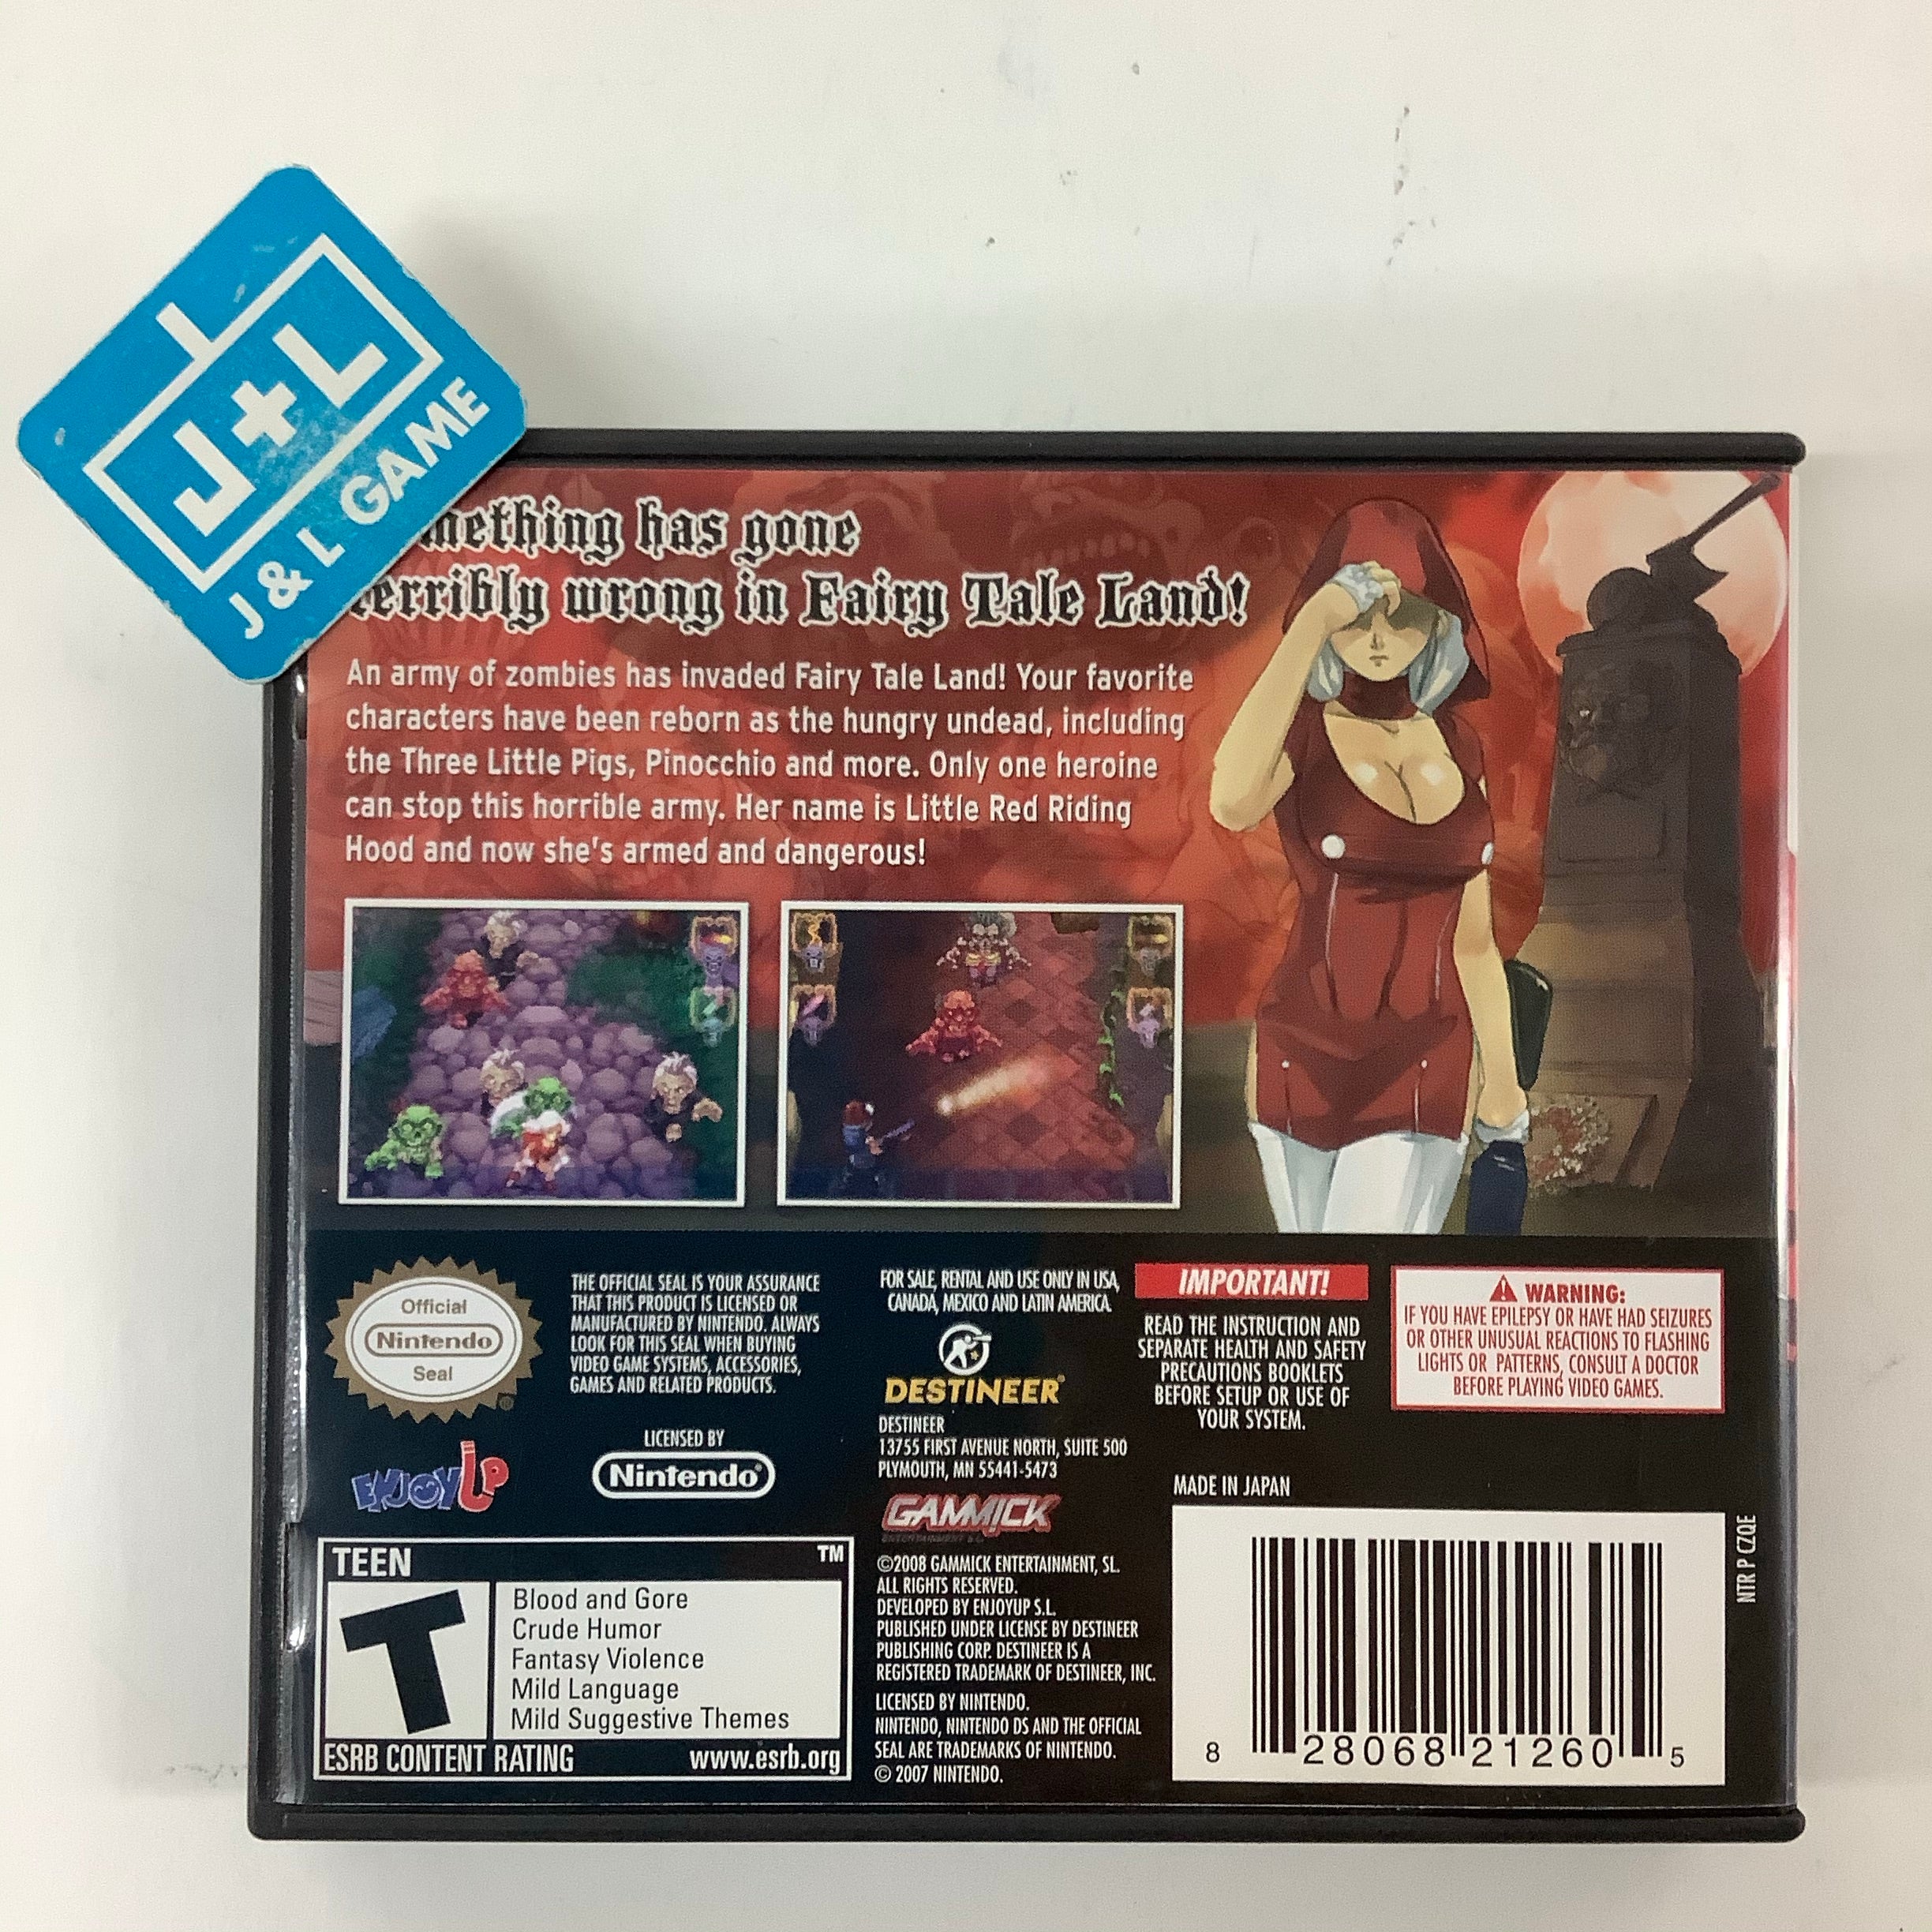 J+L
J & L GAME
mething has gone
terribly wrong in Fairy Tale Land!
An army of zombies has invaded Fairy Tale Land! Your favorite
characters have been reborn as the hungry undead, including
the Three Little Pigs, Pinocchio and more. Only one heroine
can stop this horrible army. Her name is Little Red Riding
Hood and now she's armed and dangerous!
Official
Nintendo
Seal
THE OFFICIAL SEAL IS YOUR ASSURANCE
THAT THIS PRODUCT IS LICENSED OR
MANUFACTURED BY NINTENDO. ALWAYS
LOOK FOR THIS SEAL WHEN BUYING
VIDEO GAME SYSTEMS, ACCESSORIES,
GAMES AND RELATED PRODUCTS.
ENJOYUP
LICENSED BY
Nintendo®
TEEN
TM
T
Blood and Gore
Crude Humor
Fantasy Violence
Mild Language
Mild Suggestive Themes
ESRB CONTENT RATING www.esrb.org
FOR SALE, RENTAL AND USE ONLY IN USA,
CANADA, MEXICO AND LATIN AMERICA.
DESTINEER®
DESTINEER
13755 FIRST AVENUE NORTH, SUITE 500
PLYMOUTH, MN 55441-5473
GAMMICK
ENTERTAINMENT S.L.
©2008 GAMMICK ENTERTAINMENT, SL.
ALL RIGHTS RESERVED.
DEVELOPED BY ENJOYUP S.L.
PUBLISHED UNDER LICENSE BY DESTINEER
PUBLISHING CORP. DESTINEER IS A
REGISTERED TRADEMARK OF DESTINEER, INC.
LICENSED BY NINTENDO.
NINTENDO, NINTENDO DS AND THE OFFICIAL
SEAL ARE TRADEMARKS OF NINTENDO.
© 2007 NINTENDO.
IMPORTANT!
READ THE INSTRUCTION AND
SEPARATE HEALTH AND SAFETY
PRECAUTIONS BOOKLETS
BEFORE SETUP OR USE OF
YOUR SYSTEM.
WARNING:
IF YOU HAVE EPILEPSY OR HAVE HAD SEIZURES
OR OTHER UNUSUAL REACTIONS TO FLASHING
LIGHTS OR PATTERNS, CONSULT A DOCTOR
BEFORE PLAYING VIDEO GAMES.
MADE IN JAPAN
8 28068 21260 5
NTR P CZQE